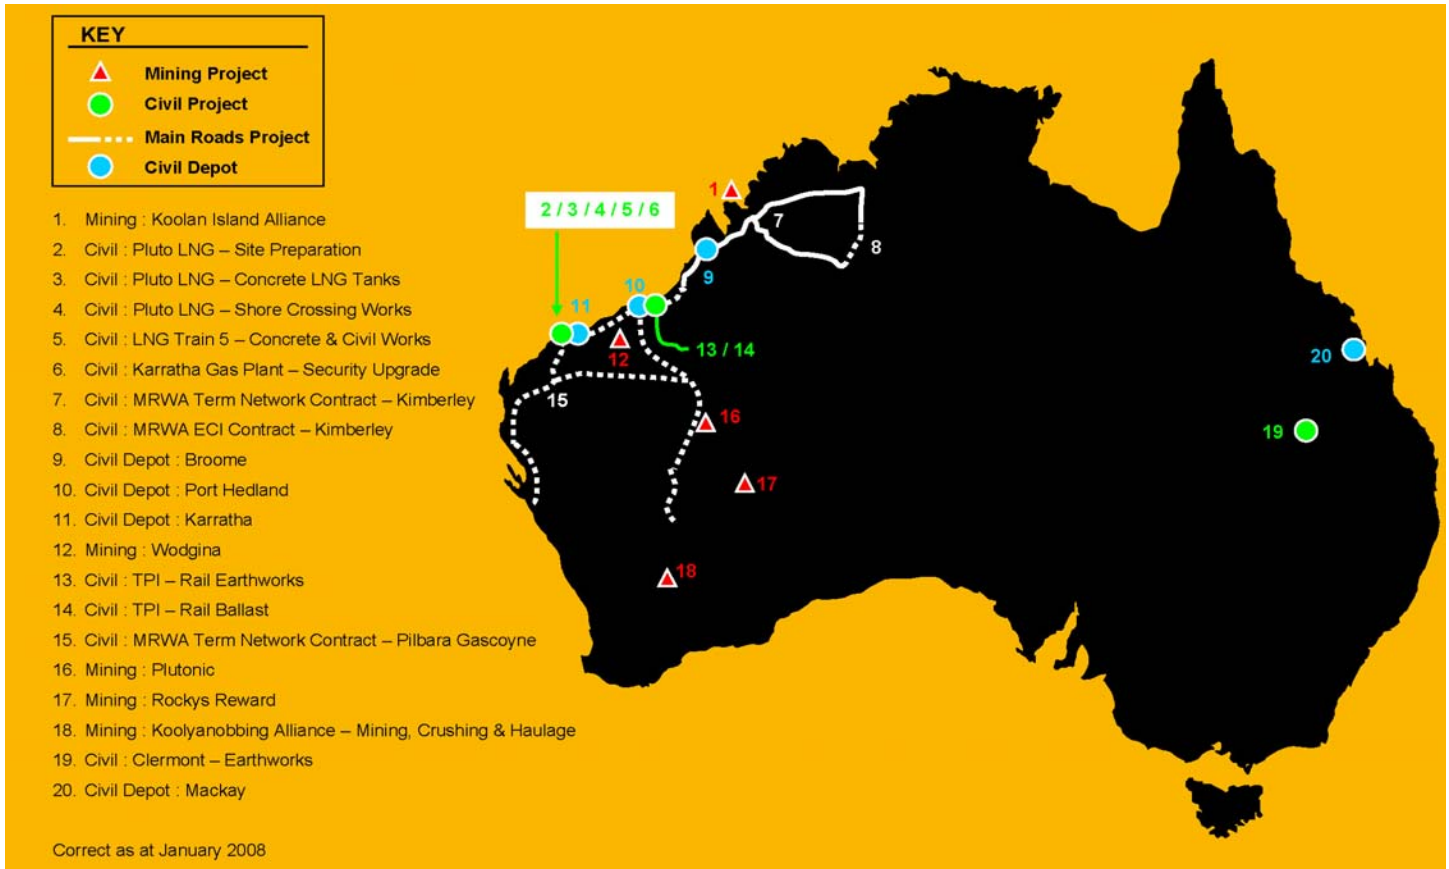 KEY
Mining Project
Civil Project
Main Roads Project
Civil Depot
1. Mining : Koolan Island Alliance
2. Civil : Pluto LNG – Site Preparation
3. Civil : Pluto LNG – Concrete LNG Tanks
4. Civil : Pluto LNG – Shore Crossing Works
5. Civil : LNG Train 5 – Concrete & Civil Works
6. Civil : Karratha Gas Plant – Security Upgrade
7. Civil : MRWA Term Network Contract – Kimberley
8. Civil : MRWA ECI Contract – Kimberley
9. Civil Depot : Broome
10. Civil Depot : Port Hedland
11. Civil Depot : Karratha
12. Mining : Wodgina
13. Civil : TPI – Rail Earthworks
14. Civil : TPI – Rail Ballast
15. Civil : MRWA Term Network Contract – Pilbara Gascoyne
16. Mining : Plutonic
17. Mining : Rockys Reward
18. Mining : Koolyanobbing Alliance – Mining, Crushing & Haulage
19. Civil : Clermont – Earthworks
20. Civil Depot : Mackay
Correct as at January 2008
1
2 / 3 / 4 / 5 / 6
7
8
9
10
11
12
13 / 14
15
16
17
18
19
20